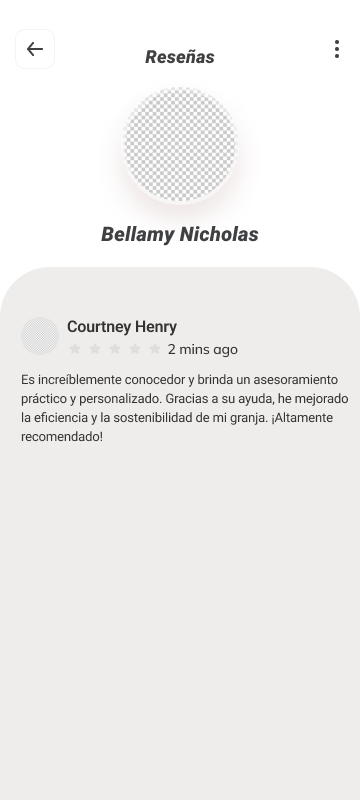 Reseñas
Bellamy Nicholas
Courtney Henry
2 mins ago
Es increíblemente conocedor y brinda un asesoramiento
práctico y personalizado. Gracias a su ayuda, he mejorado
la eficiencia y la sostenibilidad de mi granja. ¡Altamente
recomendado!